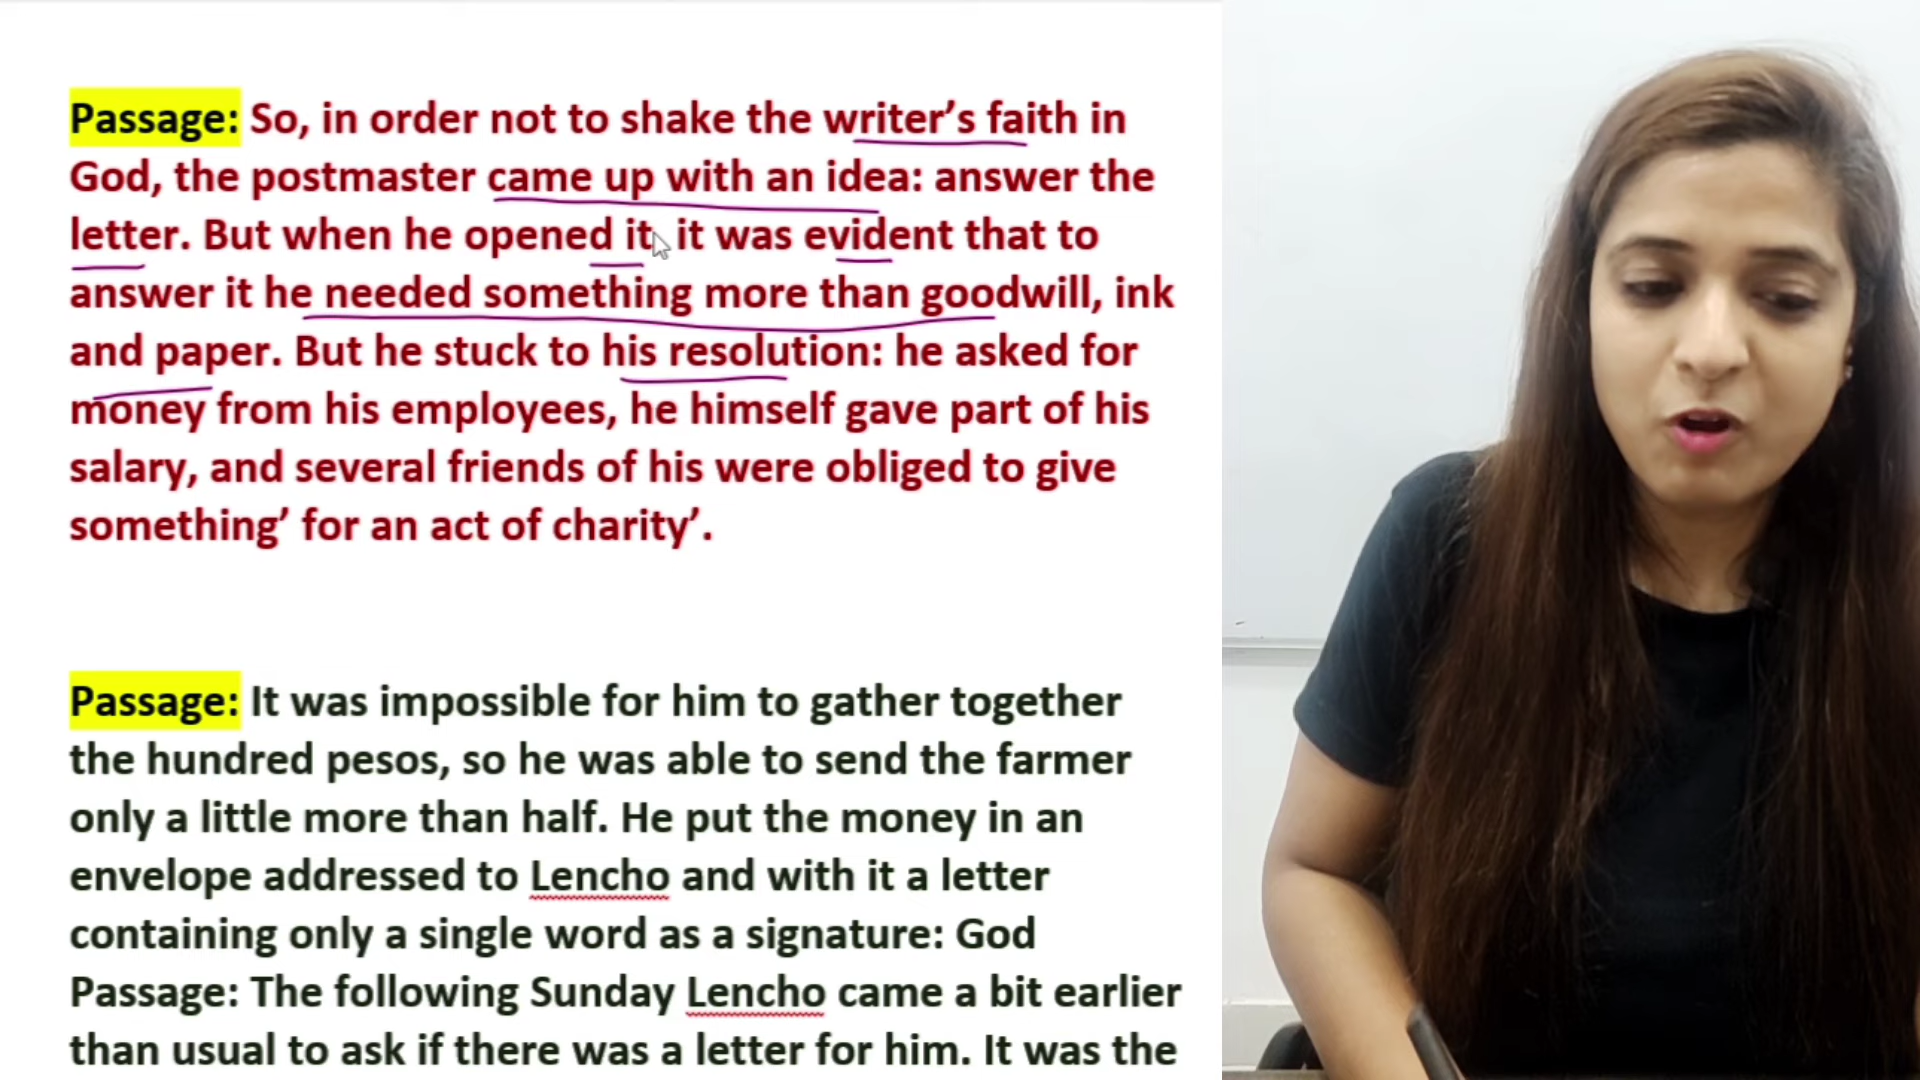 Passage: So, in order not to shake the writer’s faith in
God, the postmaster came up with an idea: answer the
letter. But when he opened it, it was evident that to
answer it he needed something more than goodwill, ink
and paper. But he stuck to his resolution: he asked for
money from his employees, he himself gave part of his
salary, and several friends of his were obliged to give
something’ for an act of charity’.
Passage: It was impossible for him to gather together
the hundred pesos, so he was able to send the farmer
only a little more than half. He put the money in an
envelope addressed to Lencho and with it a letter
containing only a single word as a signature: God
Passage: The following Sunday Lencho came a bit earlier
than usual to ask if there was a letter for him. It was the